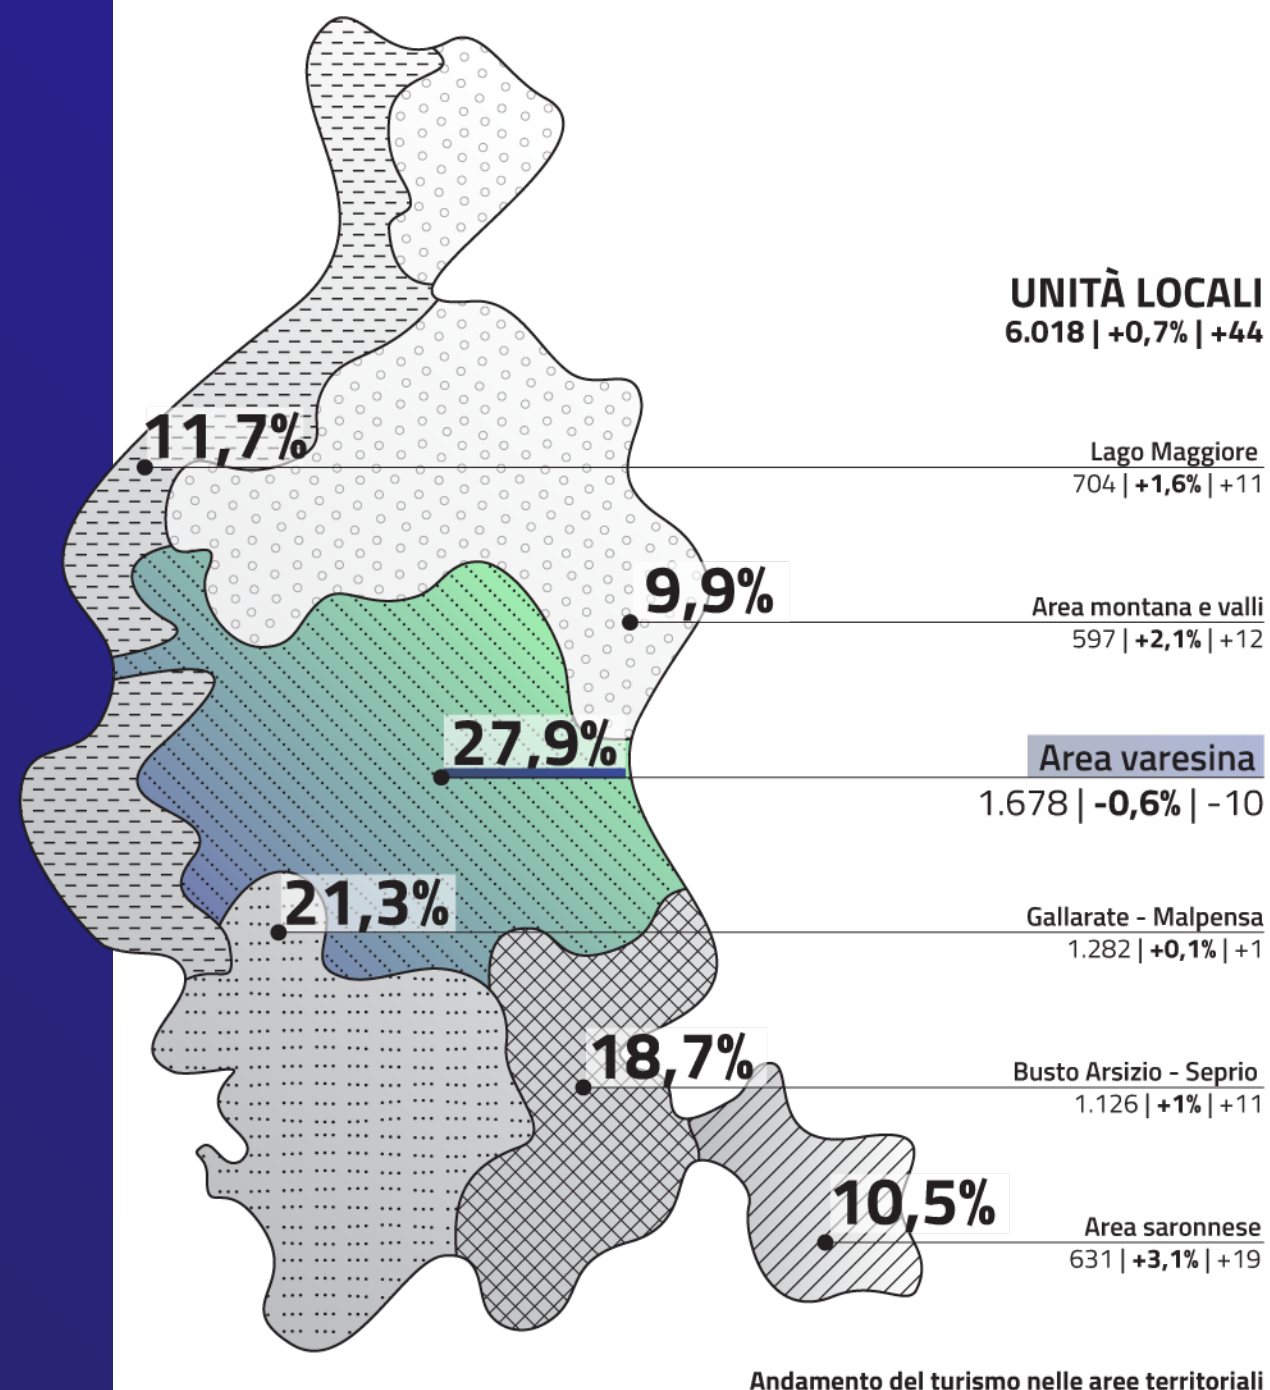 UNITÀ LOCALI
6.018 | +0,7% | +44
11,7%
Lago Maggiore
704 | +1,6% | +11
9,9%
Area montana e valli
597 | +2,1% | +12
27,9%
Area varesina
1.678 | -0,6% | -10
21,3%
Gallarate - Malpensa
1.282 | +0,1% | +1
18,7%
Busto Arsizio - Seprio
1.126 | +1% | +11
10,5%
Area saronnese
631 | +3,1% | +19
Andamento del turismo nelle aree territoriali